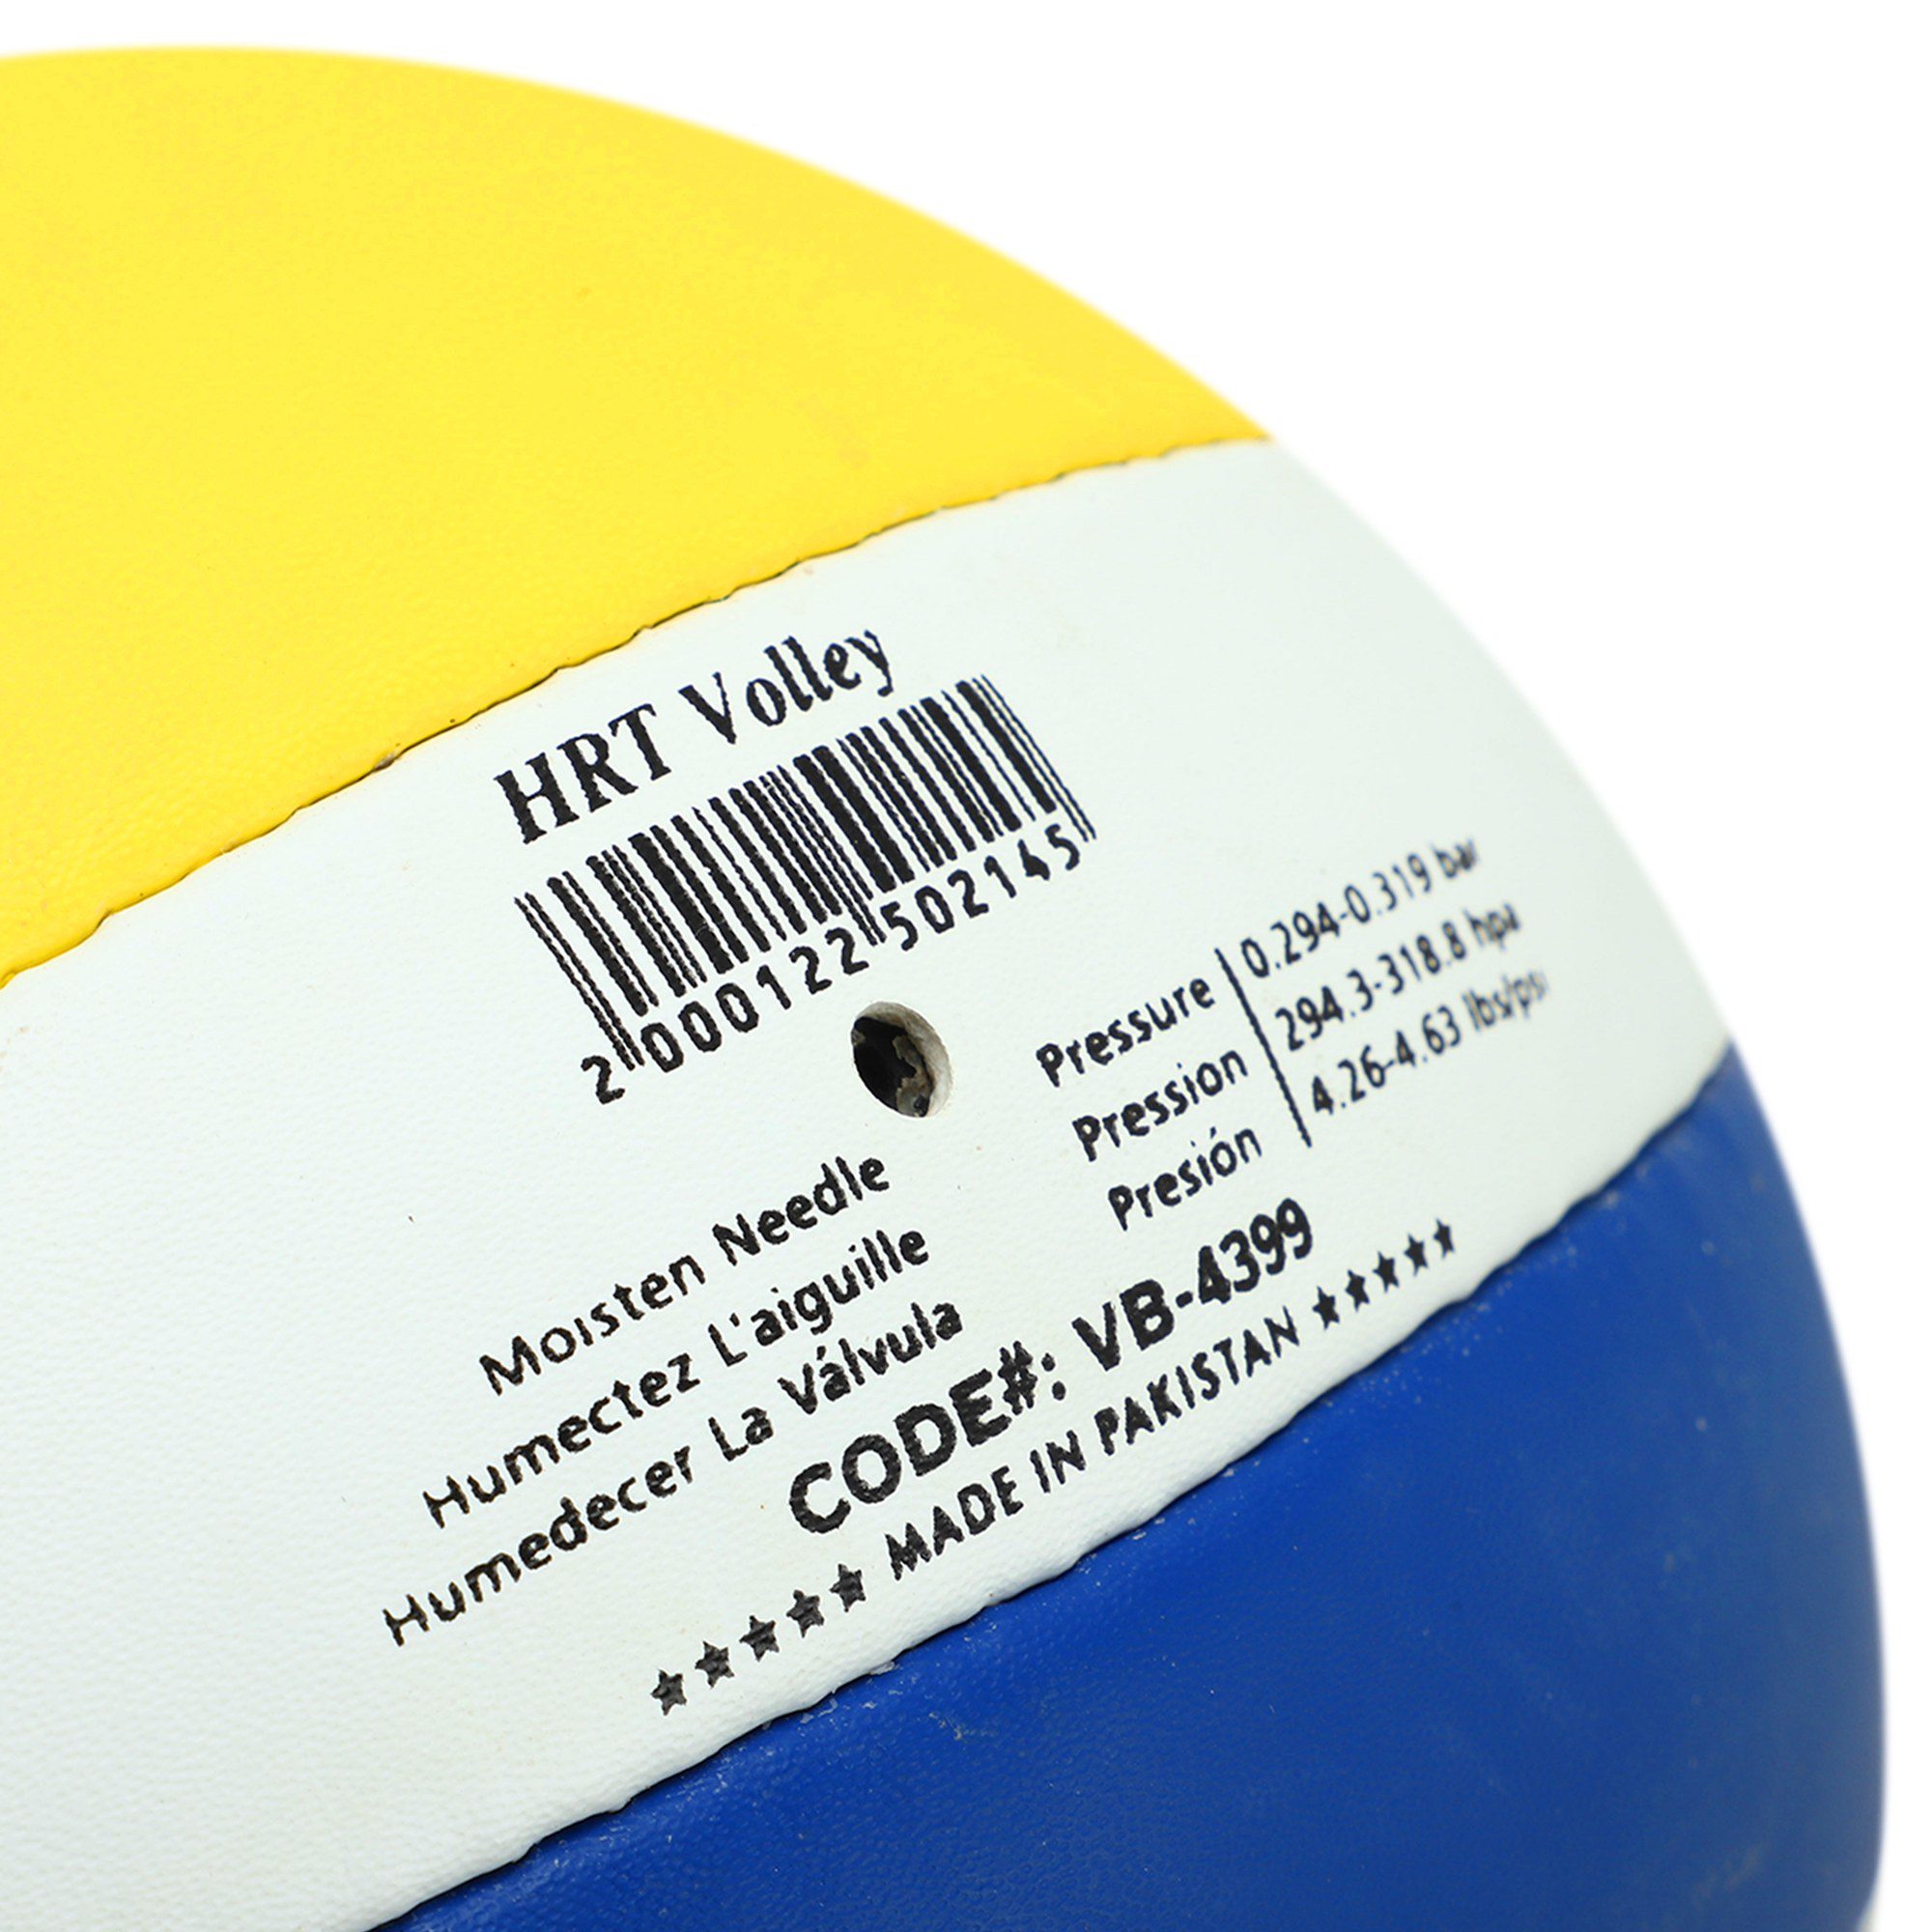 HRT Volley
2 000122 502145
Pressure
Pression
Presión
0.294-0.319 bar
294.3-318.8 hpa
4.26-4.63 lbs/psi
Moisten Needle
Humectez L'aiguille
Humedecer La Válvula
CODE#: VB-4399
★★★★★ MADE IN PAKISTAN ★★★★★